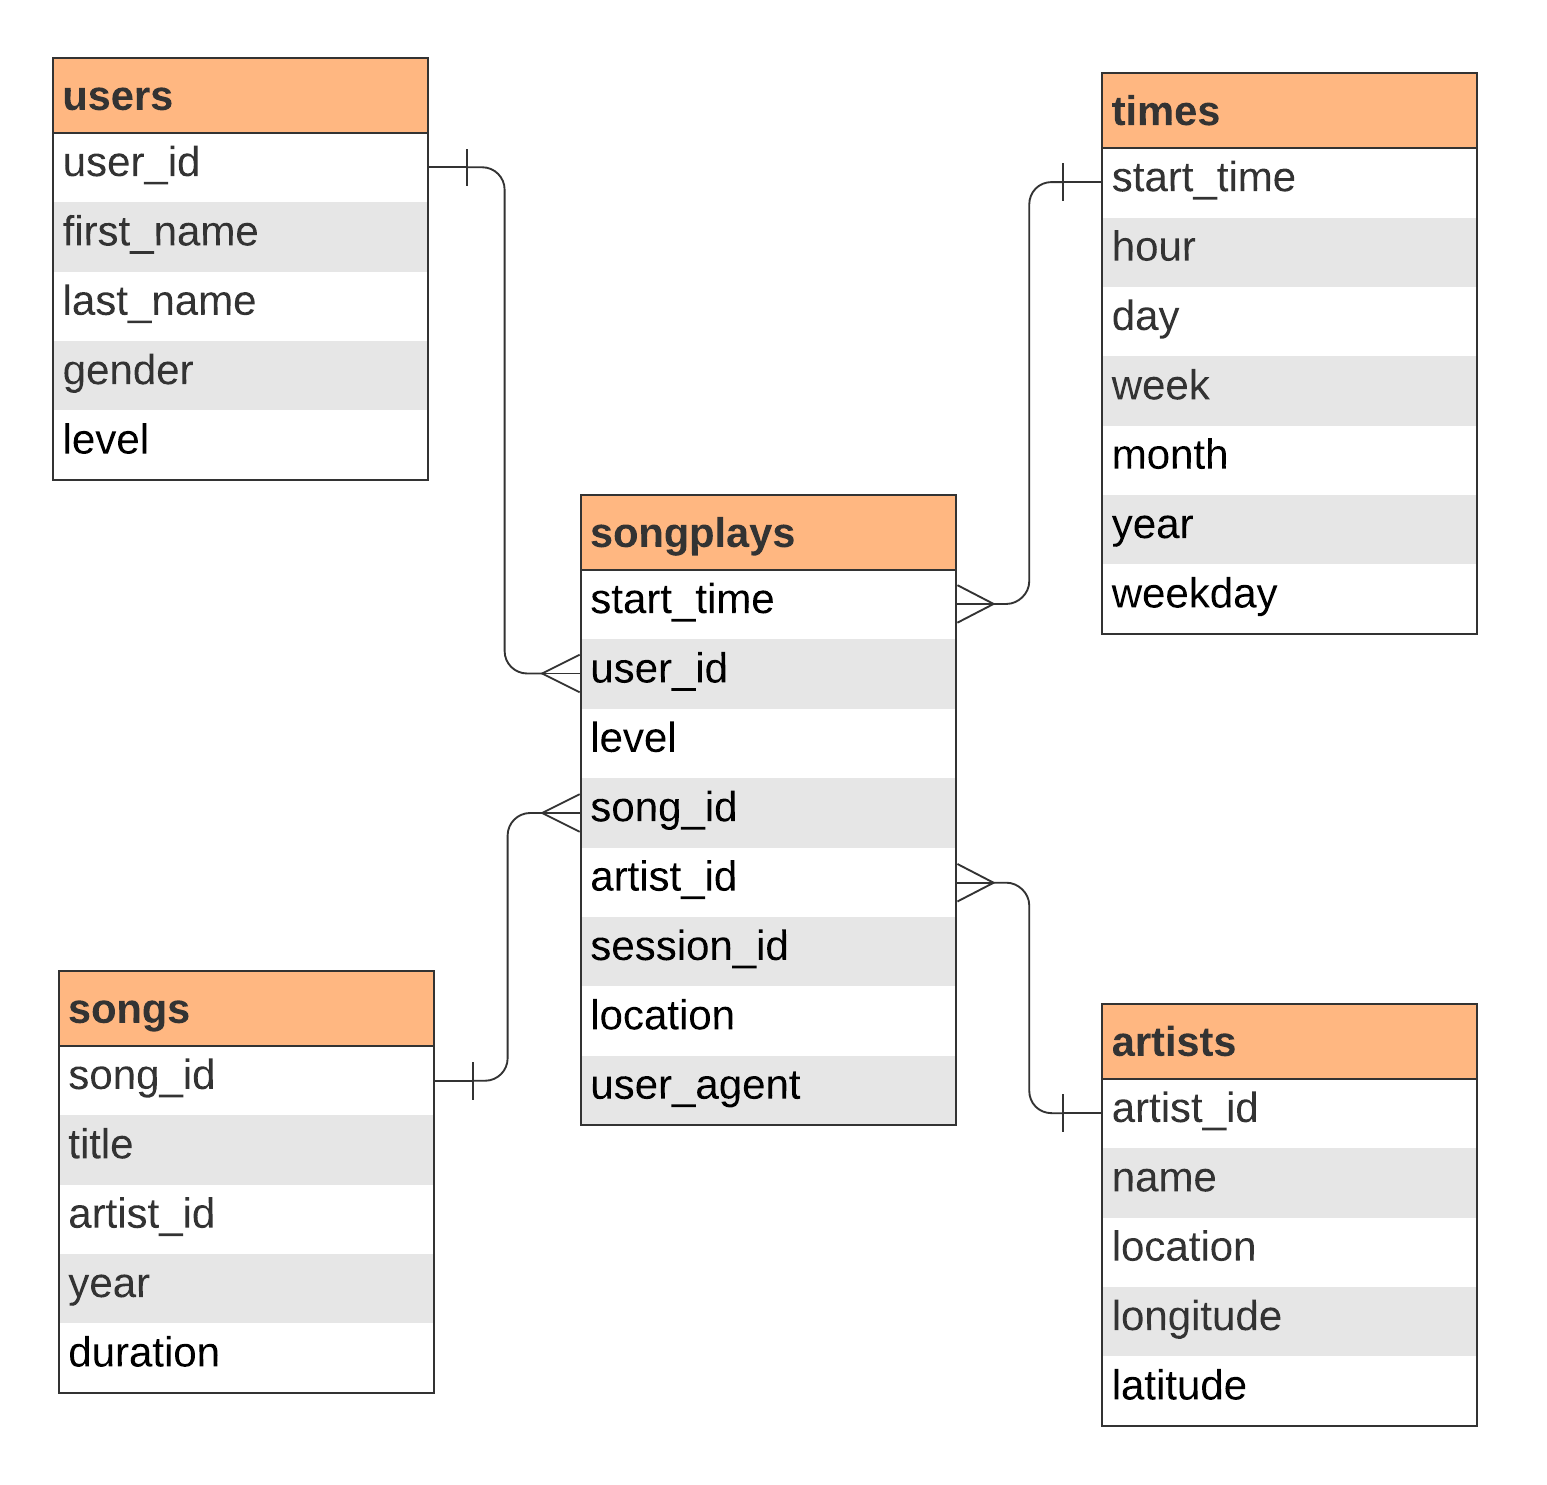 users
user_id
first_name
last_name
gender
level
times
start_time
hour
day
week
month
year
weekday
songplays
start_time
user_id
level
song_id
artist_id
session_id
location
user_agent
songs
song_id
title
artist_id
year
duration
artists
artist_id
name
location
longitude
latitude